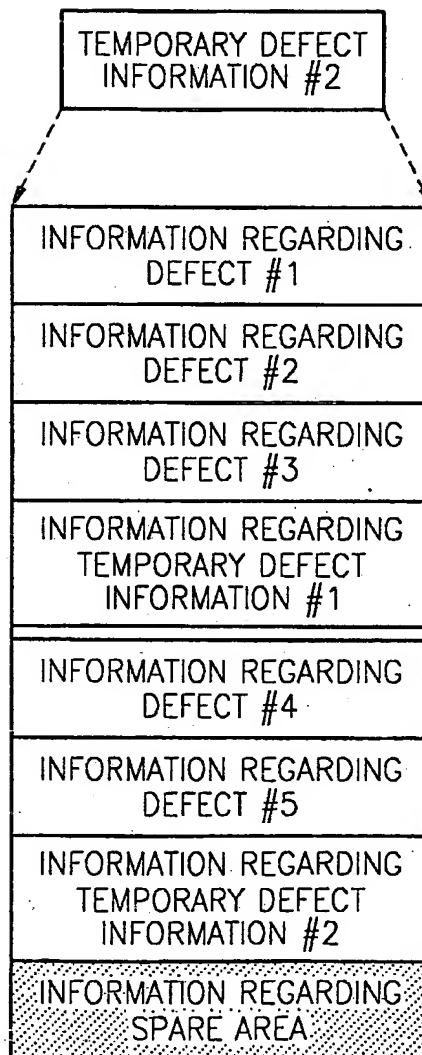 TEMPORARY DEFECT
INFORMATION #2
INFORMATION REGARDING
DEFECT #1
INFORMATION REGARDING
DEFECT #2
INFORMATION REGARDING
DEFECT #3
INFORMATION REGARDING
TEMPORARY DEFECT
INFORMATION #1
INFORMATION REGARDING
DEFECT #4
INFORMATION REGARDING
DEFECT #5
INFORMATION REGARDING
TEMPORARY DEFECT
INFORMATION #2
INFORMATION REGARDING
SPARE AREA